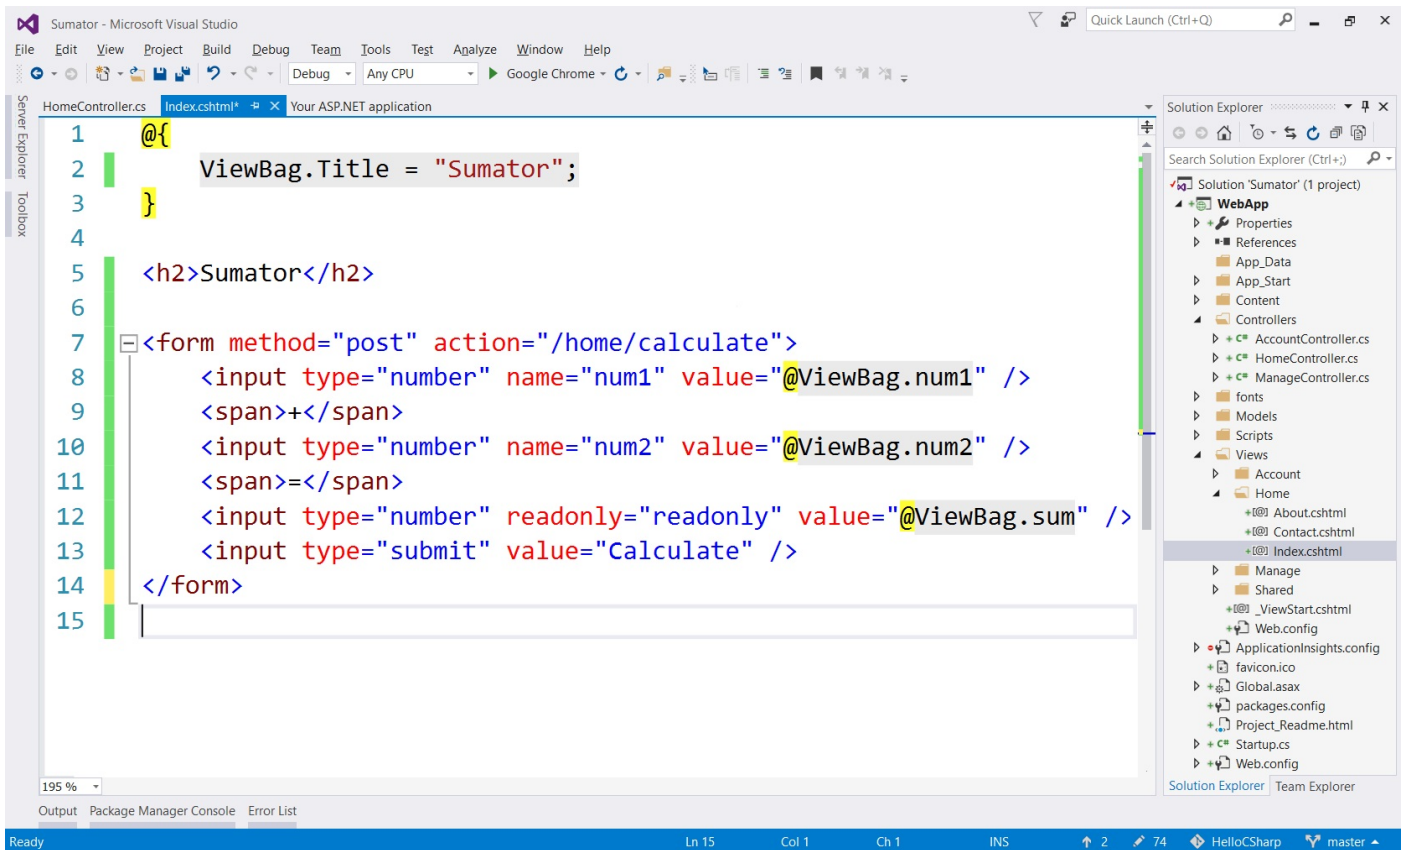 Sumator - Microsoft Visual Studio
Quick Launch (Ctrl+Q)
File Edit View Project Build Debug Team Tools Test Analyze Window Help
Debug Any CPU Google Chrome
Server Explorer
Toolbox
HomeController.cs Index.cshtml* Your ASP.NET application
1 @{
2 ViewBag.Title = "Sumator";
3 }
4
5 <h2>Sumator</h2>
6
7 <form method="post" action="/home/calculate">
8 <input type="number" name="num1" value="@ViewBag.num1" />
9 <span>+</span>
10 <input type="number" name="num2" value="@ViewBag.num2" />
11 <span>=</span>
12 <input type="number" readonly="readonly" value="@ViewBag.sum" />
13 <input type="submit" value="Calculate" />
14 </form>
15
195 %
Output Package Manager Console Error List
Solution Explorer
Search Solution Explorer (Ctrl+;)
Solution 'Sumator' (1 project)
WebApp
Properties
References
App_Data
App_Start
Content
Controllers
C# AccountController.cs
C# HomeController.cs
C# ManageController.cs
fonts
Models
Scripts
Views
Account
Home
[@] About.cshtml
[@] Contact.cshtml
[@] Index.cshtml
Manage
Shared
[@] _ViewStart.cshtml
Web.config
ApplicationInsights.config
favicon.ico
Global.asax
packages.config
Project_Readme.html
C# Startup.cs
Web.config
Solution Explorer Team Explorer
Ready Ln 15 Col 1 Ch 1 INS 2 74 HelloCSharp master